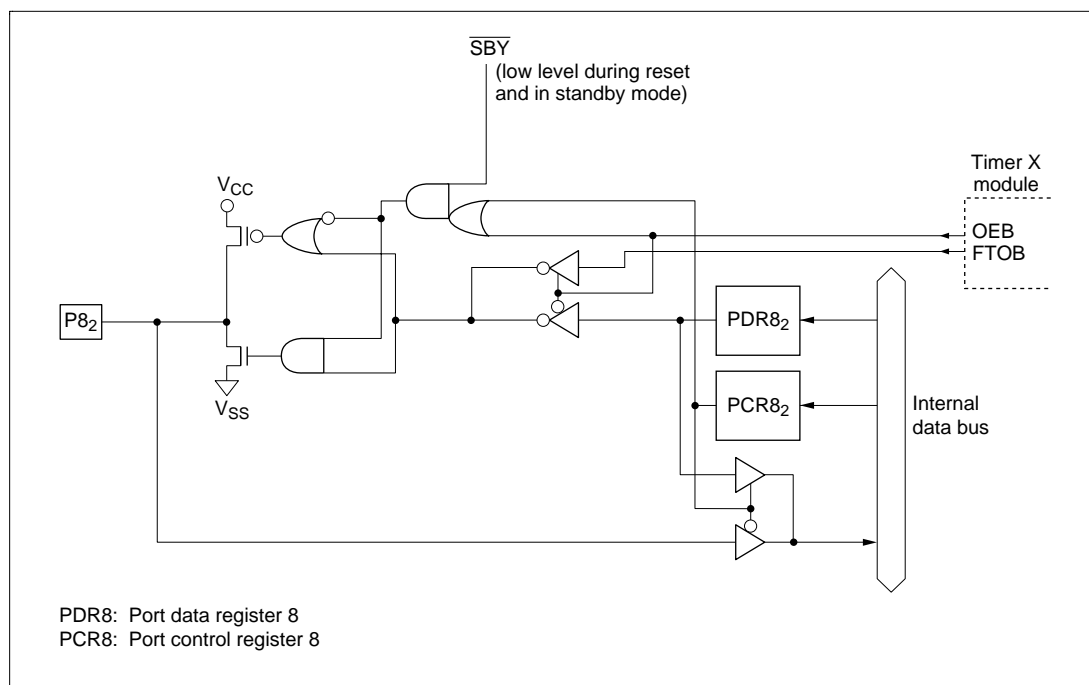 SBY
(low level during reset
and in standby mode)
Timer X
module
VCC
OEB
FTOB
P82
PDR82
PCR82
VSS
Internal
data bus
PDR8: Port data register 8
PCR8: Port control register 8